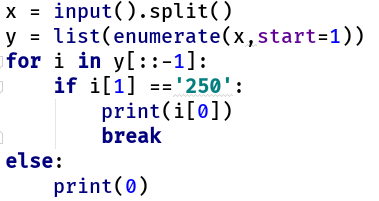 x = input().split()
y = list(enumerate(x,start=1))
for i in y[::-1]:
    if i[1] =='250':
        print(i[0])
        break
else:
    print(0)